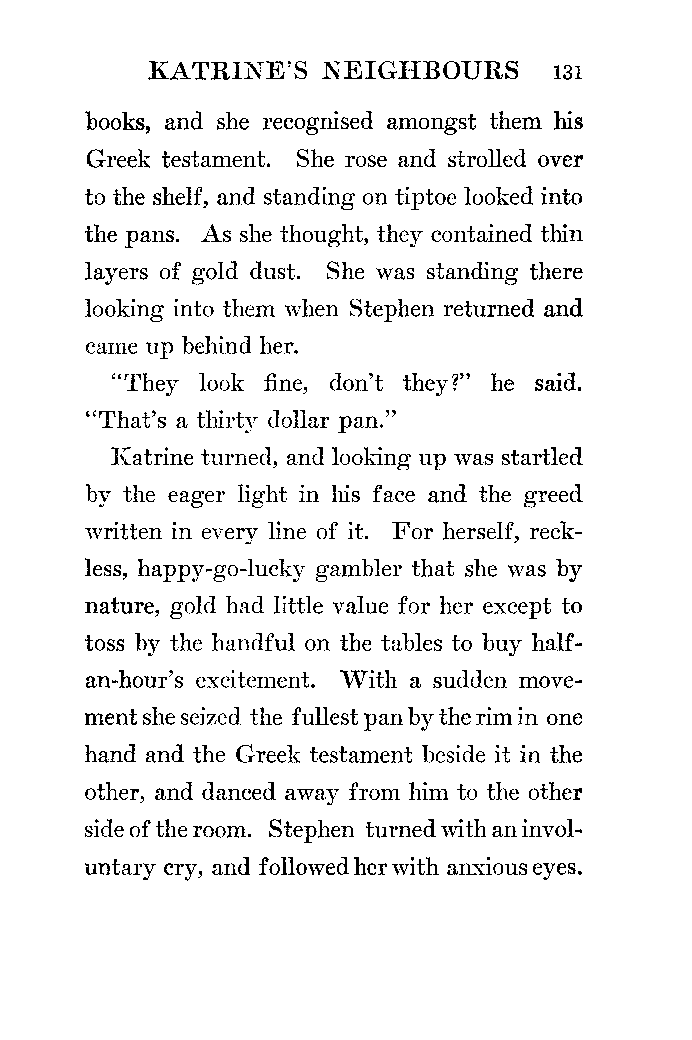 KATRINE'S NEIGHBOURS 131
books, and she recognised amongst them his
Greek testament. She rose and strolled over
to the shelf, and standing on tiptoe looked into
the pans. As she thought, they contained thin
layers of gold dust. She was standing there
looking into them when Stephen returned and
came up behind her.
“They look fine, don't they?” he said.
“That's a thirty dollar pan.”
Katrine turned, and looking up was startled
by the eager light in his face and the greed
written in every line of it. For herself, reck-
less, happy-go-lucky gambler that she was by
nature, gold had little value for her except to
toss by the handful on the tables to buy half-
an-hour's excitement. With a sudden move-
ment she seized the fullest pan by the rim in one
hand and the Greek testament beside it in the
other, and danced away from him to the other
side of the room. Stephen turned with an invol-
untary cry, and followed her with anxious eyes.